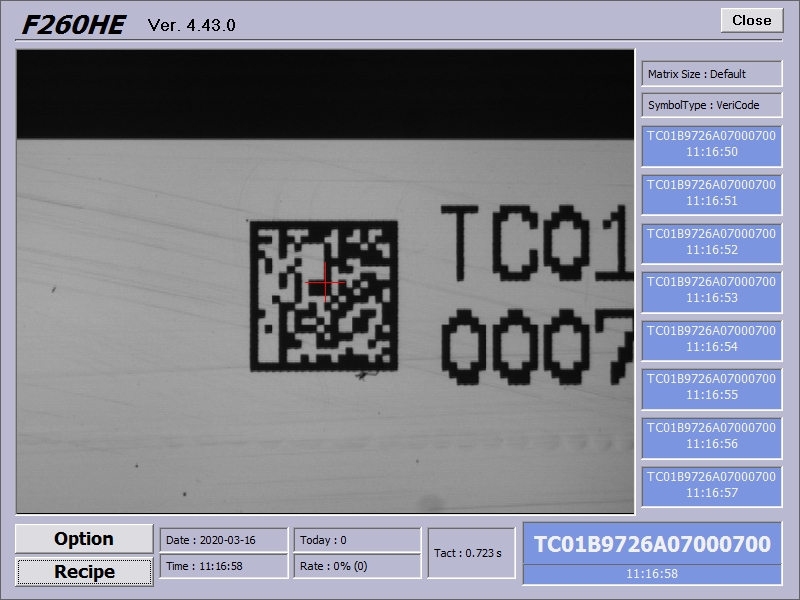 F260HE Ver. 4.43.0
Close
TC01
0007
Matrix Size : Default
SymbolType : VeriCode
TC01B9726A07000700
11:16:50
TC01B9726A07000700
11:16:51
TC01B9726A07000700
11:16:52
TC01B9726A07000700
11:16:53
TC01B9726A07000700
11:16:54
TC01B9726A07000700
11:16:55
TC01B9726A07000700
11:16:56
TC01B9726A07000700
11:16:57
Option
Recipe
Date : 2020-03-16
Time : 11:16:58
Today : 0
Rate : 0% (0)
Tact : 0.723 s
TC01B9726A07000700
11:16:58